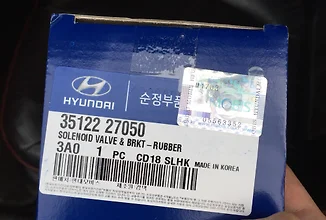 HYUNDAI
순정부품
MOBIS
35122 27050
SOLENOID VALVE & BRKT-RUBBER
3A0 1 PC CD18 SLHK MADE IN KOREA